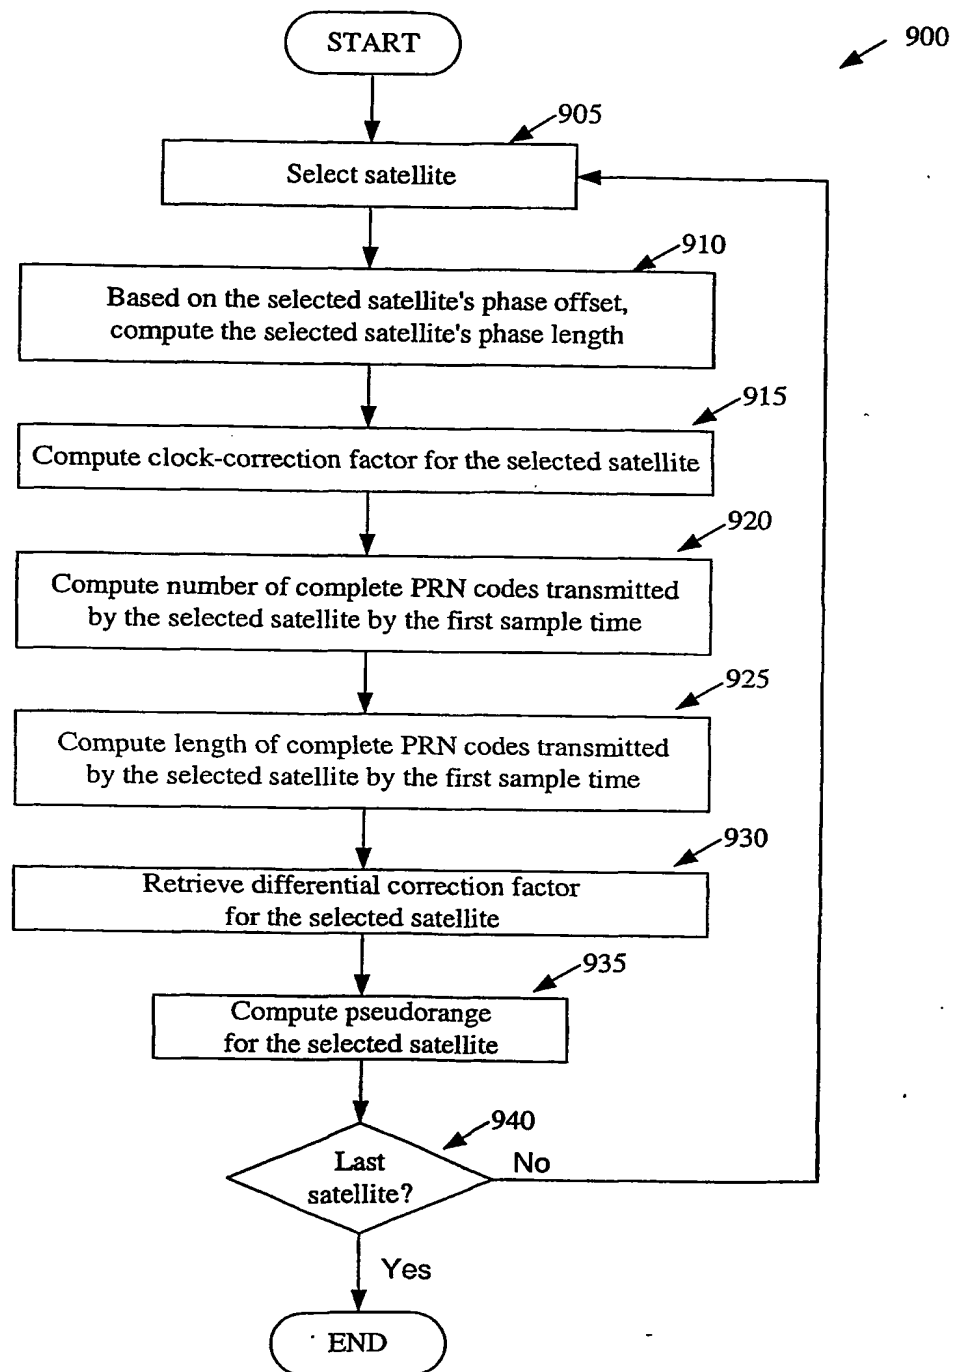 START
900
905
Select satellite
910
Based on the selected satellite's phase offset,
compute the selected satellite's phase length
915
Compute clock-correction factor for the selected satellite
920
Compute number of complete PRN codes transmitted
by the selected satellite by the first sample time
925
Compute length of complete PRN codes transmitted
by the selected satellite by the first sample time
930
Retrieve differential correction factor
for the selected satellite
935
Compute pseudorange
for the selected satellite
940
Last
satellite?
No
Yes
END